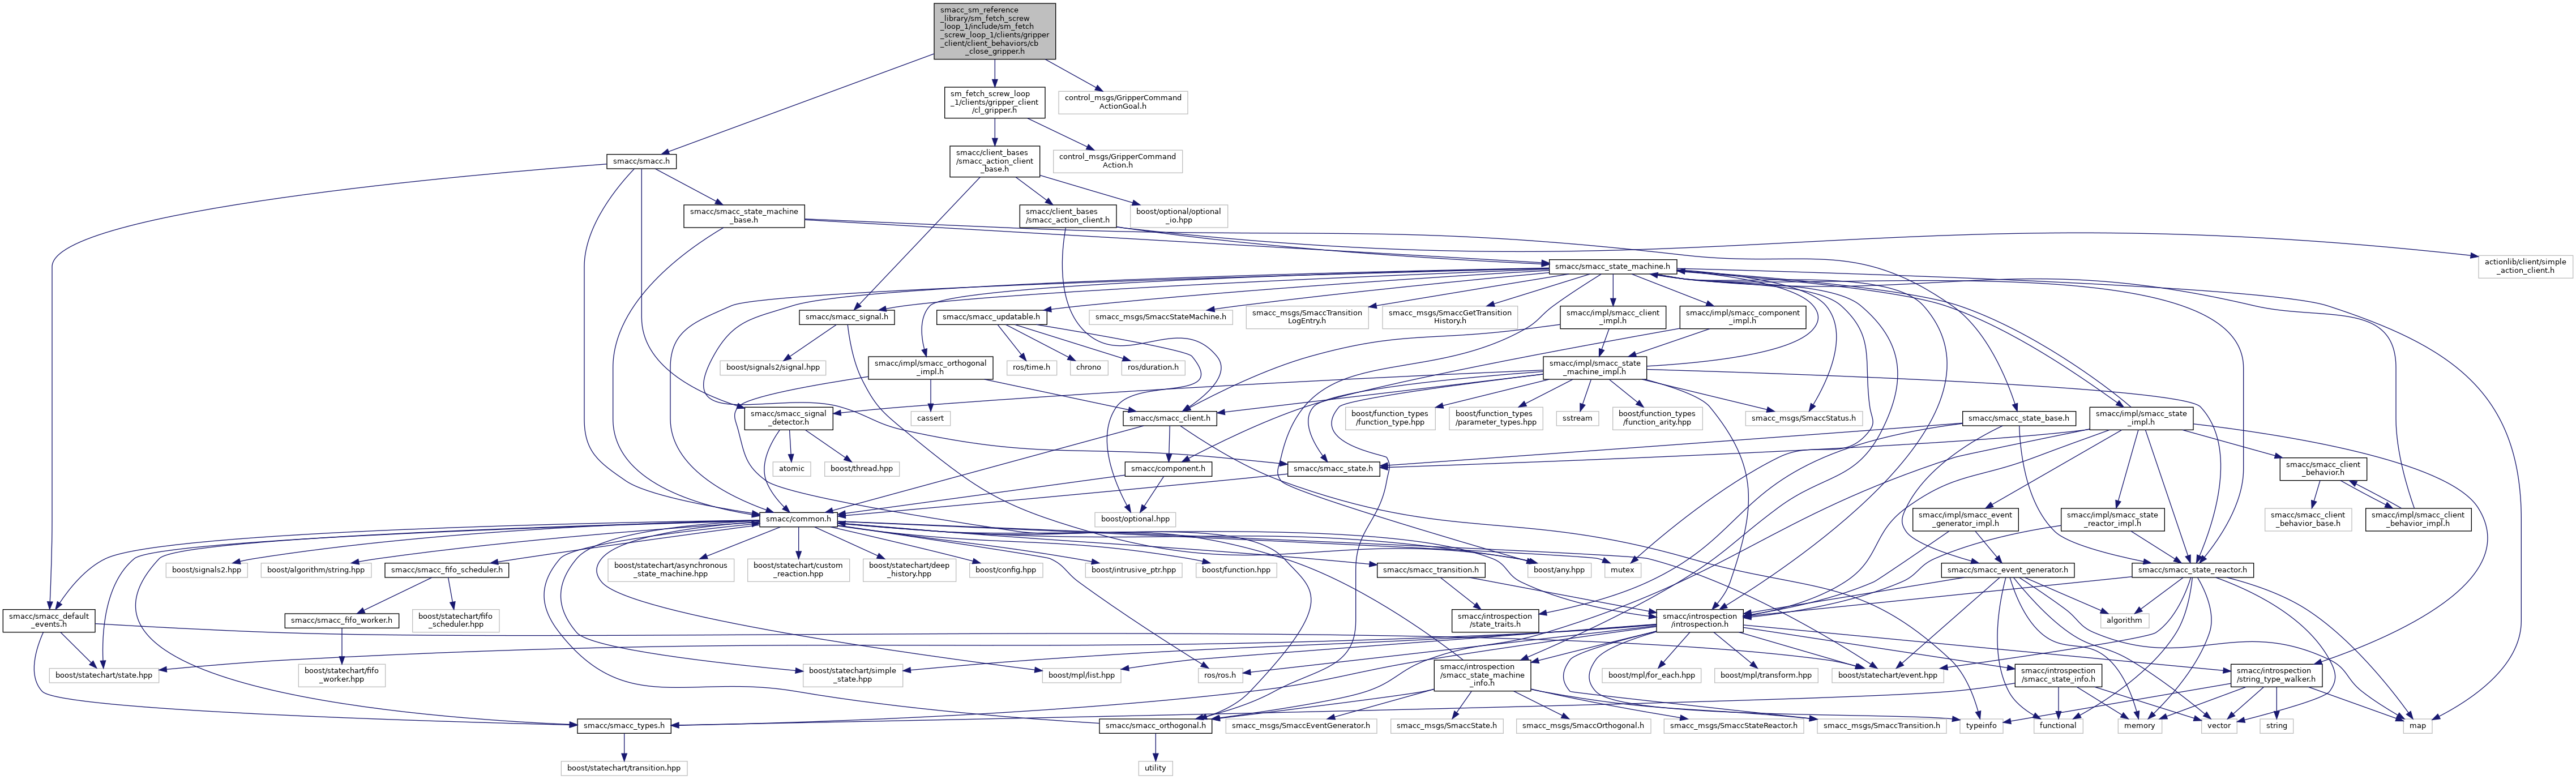 smacc_sm_reference
_library/sm_fetch_screw
_loop_1/include/sm_fetch
_screw_loop_1/clients/gripper
_client/client_behaviors/cb
_close_gripper.h
sm_fetch_screw_loop
_1/clients/gripper_client
/cl_gripper.h
control_msgs/GripperCommand
ActionGoal.h
smacc/smacc.h
smacc/client_bases
/smacc_action_client
_base.h
control_msgs/GripperCommand
Action.h
smacc/smacc_state_machine
_base.h
smacc/client_bases
/smacc_action_client.h
boost/optional/optional
_io.hpp
smacc/smacc_state_machine.h
actionlib/client/simple
_action_client.h
smacc/smacc_signal.h
smacc/smacc_updatable.h
smacc_msgs/SmaccStateMachine.h
smacc_msgs/SmaccTransition
LogEntry.h
smacc_msgs/SmaccGetTransition
History.h
smacc/impl/smacc_client
_impl.h
smacc/impl/smacc_component
_impl.h
boost/signals2/signal.hpp
smacc/impl/smacc_orthogonal
_impl.h
ros/time.h
chrono
ros/duration.h
smacc/impl/smacc_state
_machine_impl.h
smacc/smacc_signal
_detector.h
cassert
smacc/smacc_client.h
boost/function_types
/function_type.hpp
boost/function_types
/parameter_types.hpp
sstream
boost/function_types
/function_arity.hpp
smacc_msgs/SmaccStatus.h
smacc/smacc_state_base.h
smacc/impl/smacc_state
_impl.h
atomic
boost/thread.hpp
smacc/component.h
smacc/smacc_state.h
smacc/smacc_client
_behavior.h
smacc/common.h
boost/optional.hpp
smacc/impl/smacc_event
_generator_impl.h
smacc/impl/smacc_state
_reactor_impl.h
smacc/smacc_client
_behavior_base.h
smacc/impl/smacc_client
_behavior_impl.h
boost/signals2.hpp
boost/algorithm/string.hpp
smacc/smacc_fifo_scheduler.h
boost/statechart/asynchronous
_state_machine.hpp
boost/statechart/custom
_reaction.hpp
boost/statechart/deep
_history.hpp
boost/config.hpp
boost/intrusive_ptr.hpp
boost/function.hpp
smacc/smacc_transition.h
boost/any.hpp
mutex
smacc/smacc_event_generator.h
smacc/smacc_state_reactor.h
smacc/smacc_default
_events.h
smacc/smacc_fifo_worker.h
boost/statechart/fifo
_scheduler.hpp
smacc/introspection
/state_traits.h
smacc/introspection
/introspection.h
algorithm
boost/statechart/state.hpp
boost/statechart/fifo
_worker.hpp
boost/statechart/simple
_state.hpp
boost/mpl/list.hpp
ros/ros.h
smacc/introspection
/smacc_state_machine
_info.h
boost/mpl/for_each.hpp
boost/mpl/transform.hpp
boost/statechart/event.hpp
smacc/introspection
/smacc_state_info.h
smacc/introspection
/string_type_walker.h
smacc/smacc_types.h
smacc/smacc_orthogonal.h
smacc_msgs/SmaccEventGenerator.h
smacc_msgs/SmaccState.h
smacc_msgs/SmaccOrthogonal.h
smacc_msgs/SmaccStateReactor.h
smacc_msgs/SmaccTransition.h
typeinfo
functional
memory
vector
string
map
boost/statechart/transition.hpp
utility